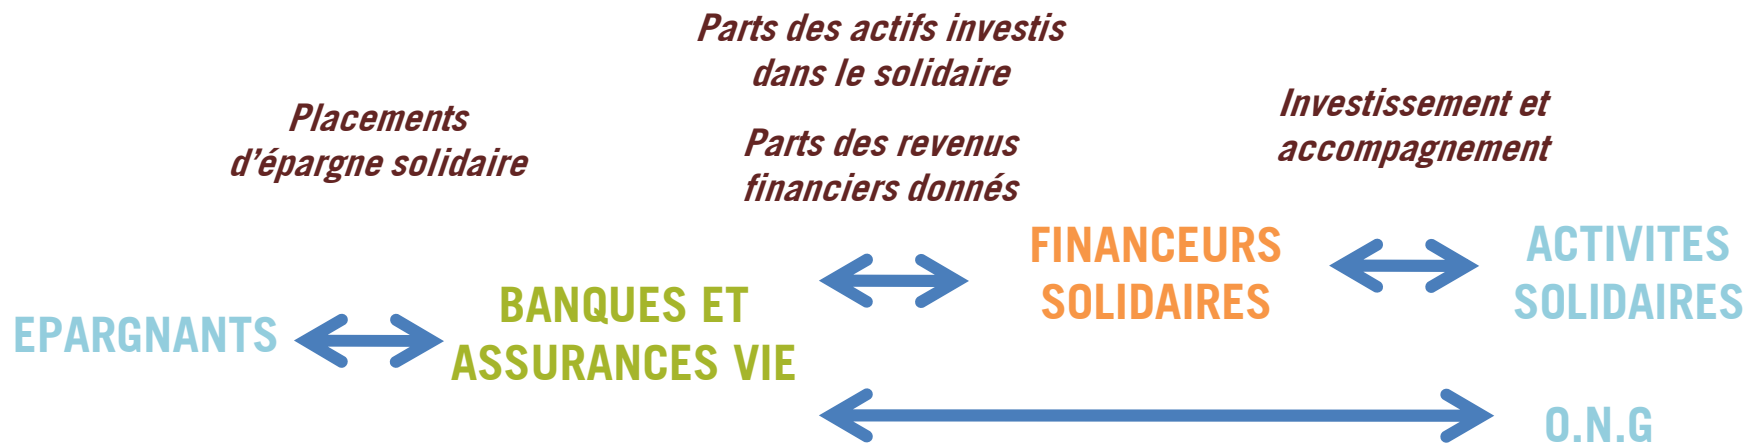 Parts des actifs investis
dans le solidaire
Placements
d’épargne solidaire
Parts des revenus
financiers donnés
Investissement et
accompagnement
EPARGNANTS
BANQUES ET
ASSURANCES VIE
FINANCEURS
SOLIDAIRES
ACTIVITES
SOLIDAIRES
O.N.G